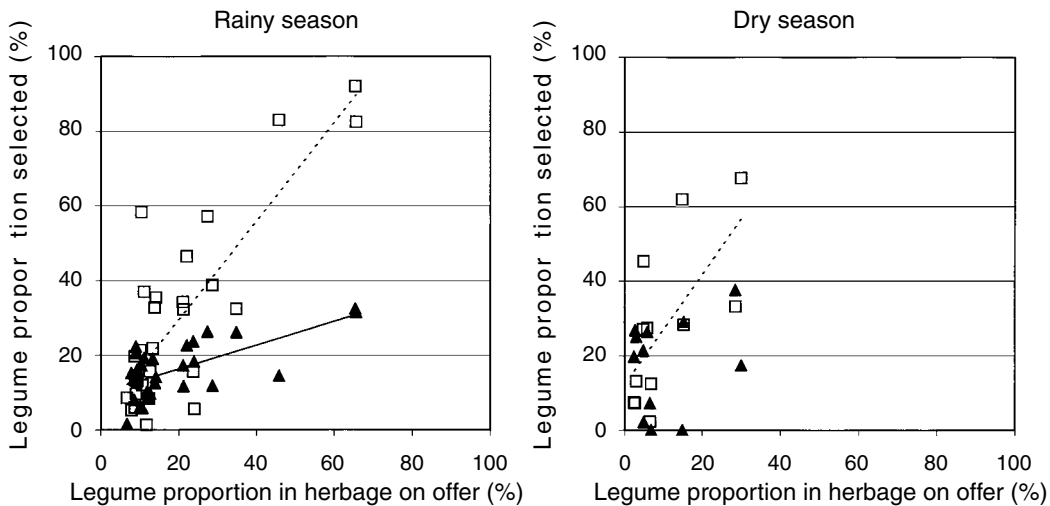 Rainy season
Dry season
Legume propor tion selected (%)
100
80
60
40
20
0
0 20 40 60 80 100
Legume proportion in herbage on offer (%)
Legume propor tion selected (%)
100
80
60
40
20
0
0 20 40 60 80 100
Legume proportion in herbage on offer (%)